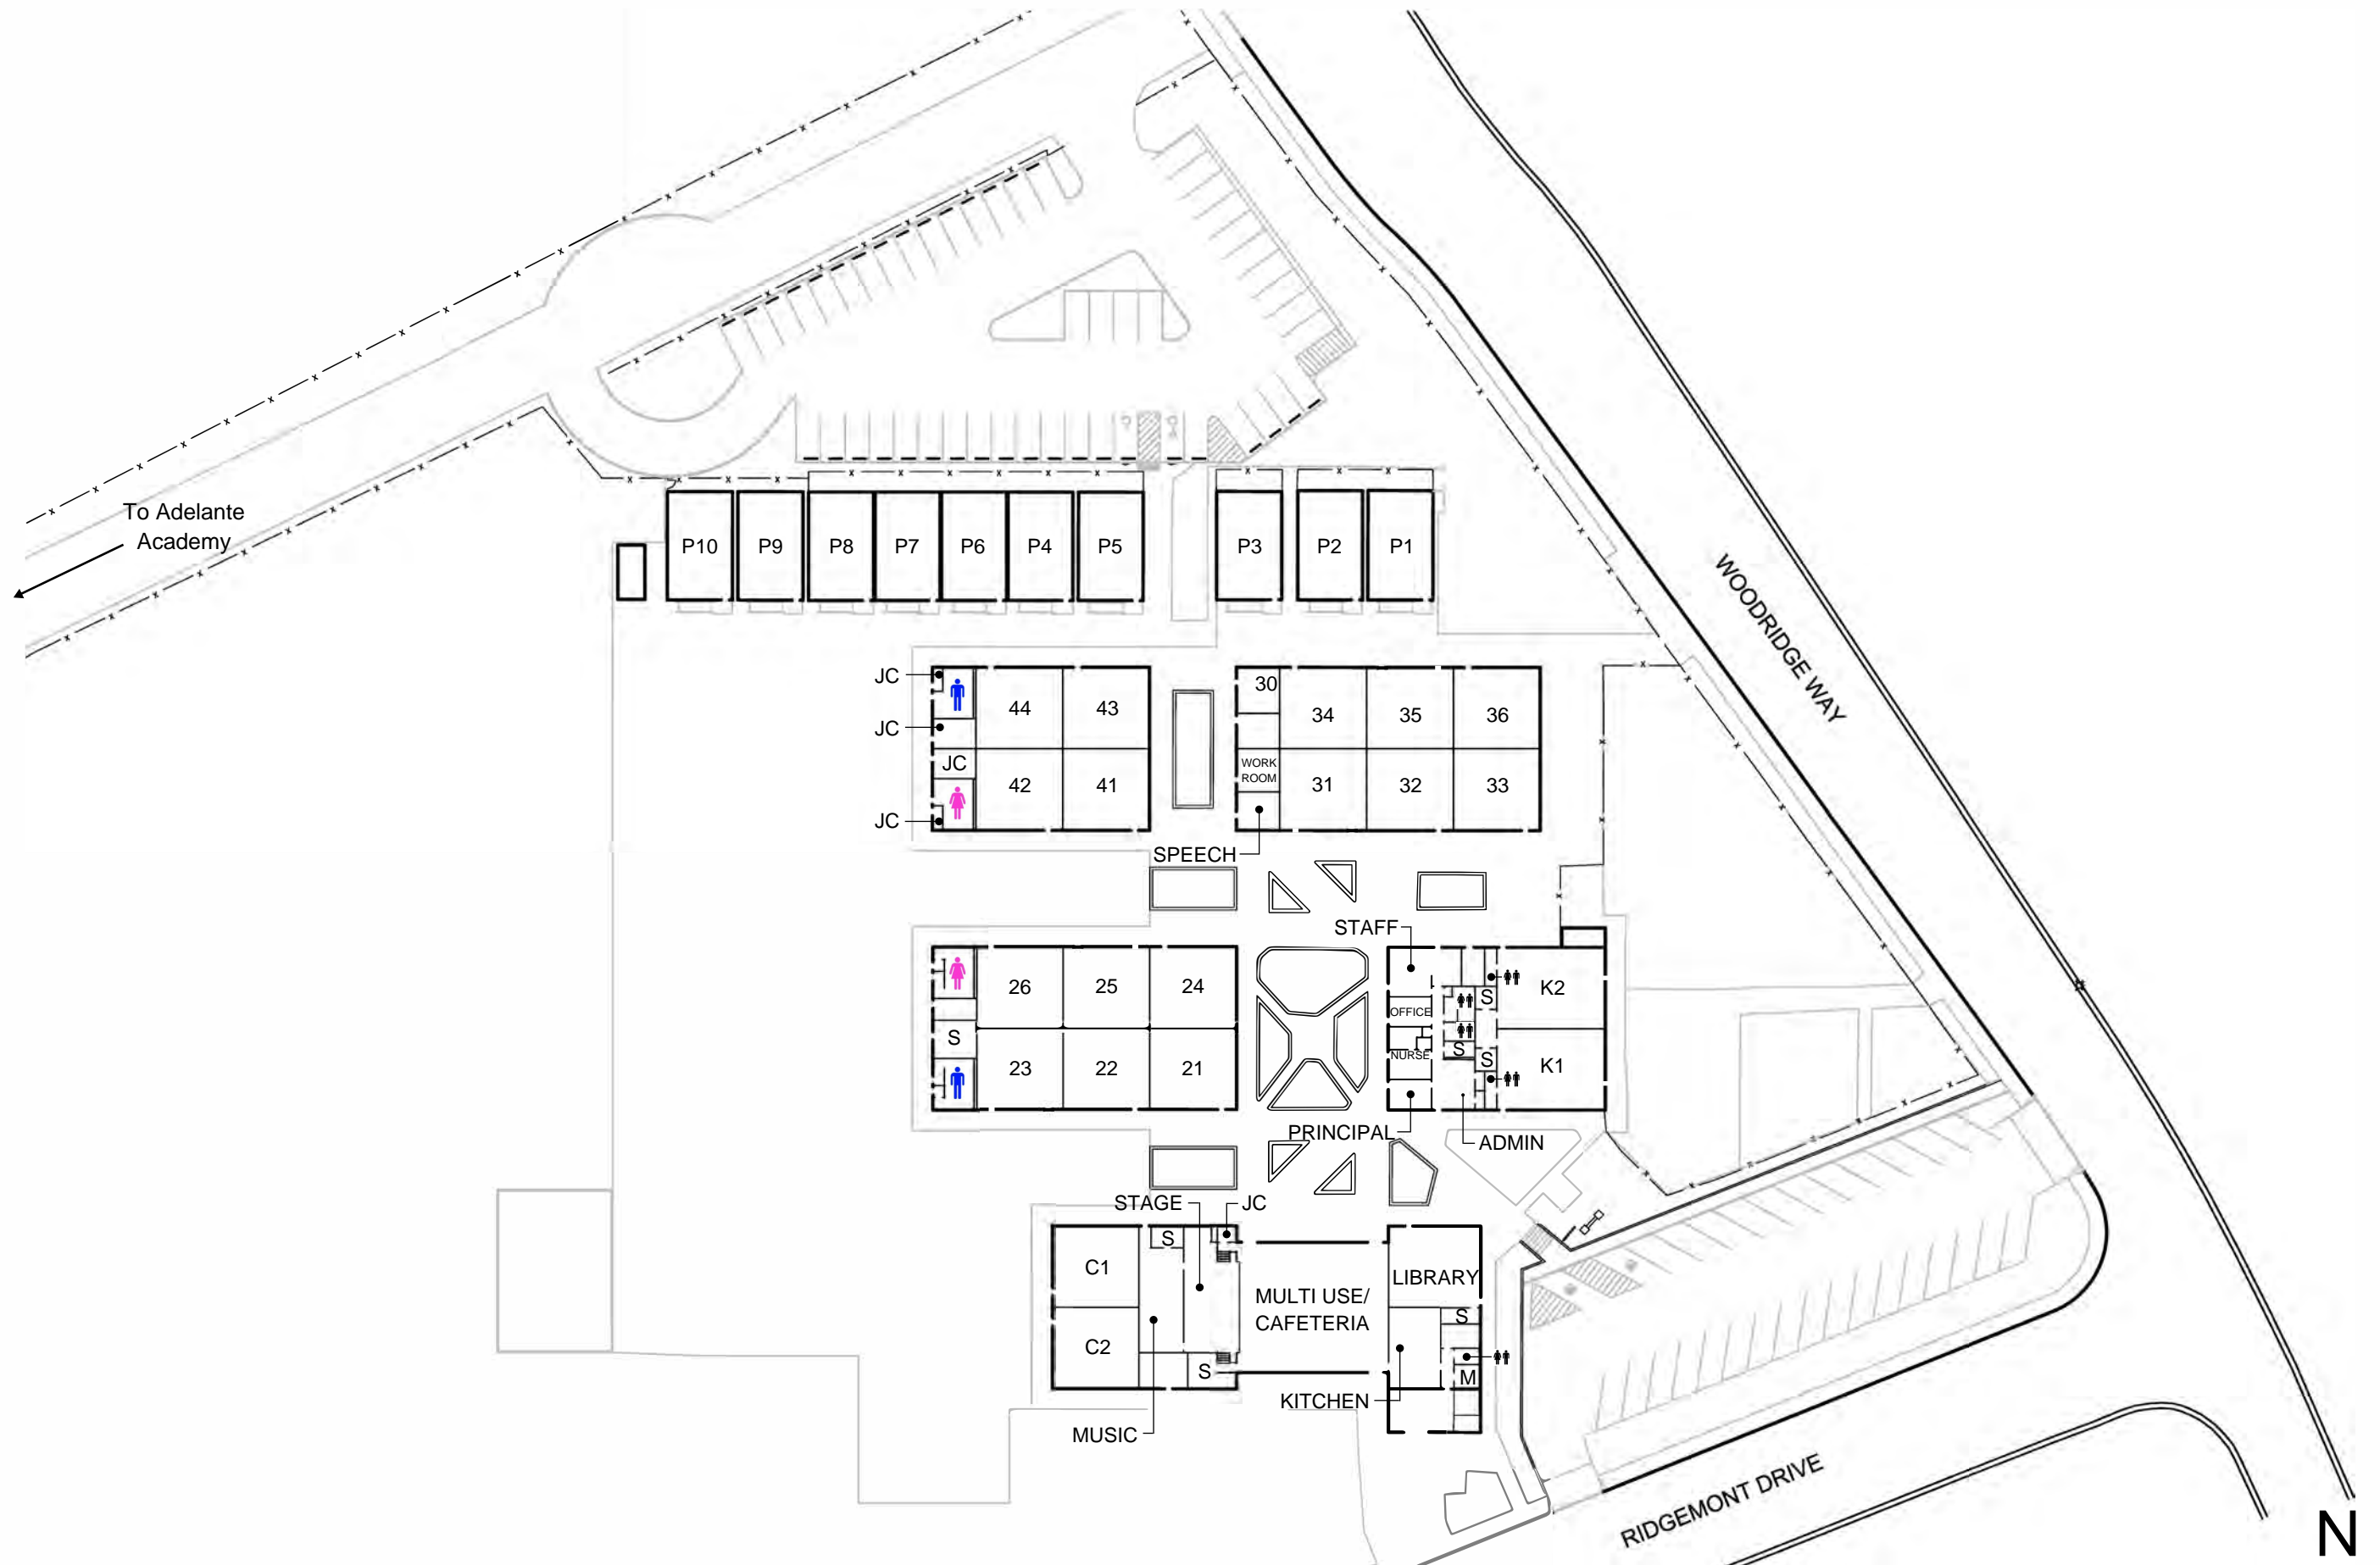 To Adelante
Academy
P10
P9
P8
P7
P6
P4
P5
P3
P2
P1
WOODRIDGE WAY
JC
JC
JC
JC
44
43
42
41
30
34
35
36
WORK
ROOM
31
32
33
SPEECH
STAFF
26
25
24
S
23
22
21
OFFICE
NURSE
S
S
S
K2
K1
PRINCIPAL
ADMIN
STAGE
JC
C1
S
C2
S
MULTI USE/
CAFETERIA
LIBRARY
S
M
KITCHEN
MUSIC
RIDGEMONT DRIVE
N